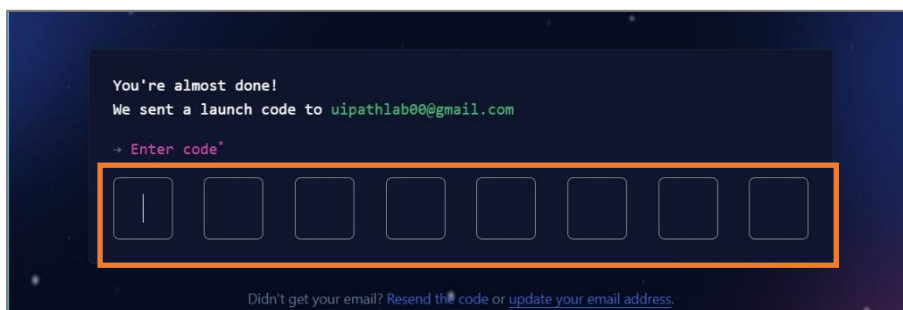 You're almost done!
We sent a launch code to uipathlab00@gmail.com
→ Enter code*
Didn't get your email? Resend the code or update your email address.